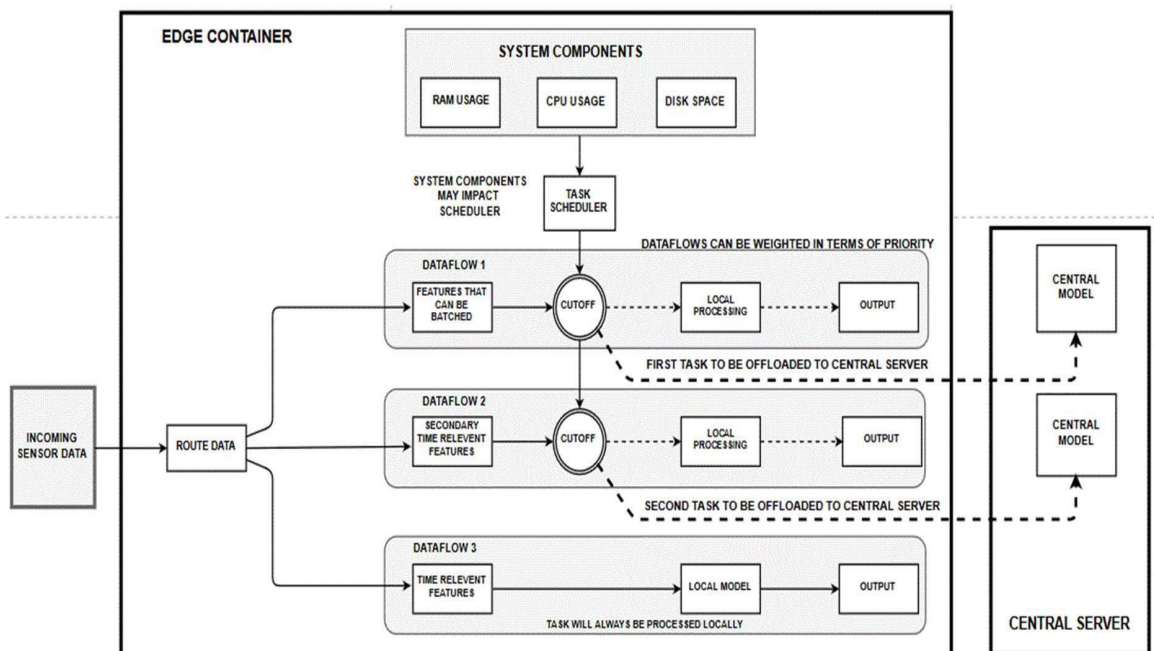 EDGE CONTAINER
SYSTEM COMPONENTS
RAM USAGE
CPU USAGE
DISK SPACE
SYSTEM COMPONENTS
MAY IMPACT
SCHEDULER
TASK
SCHEDULER
DATAFLOWS CAN BE WEIGHTED IN TERMS OF PRIORITY
DATAFLOW 1
FEATURES THAT
CAN BE
BATCHED
CUTOFF
LOCAL
PROCESSING
OUTPUT
CENTRAL
MODEL
FIRST TASK TO BE OFFLOADED TO CENTRAL SERVER
DATAFLOW 2
SECONDARY
TIME RELEVENT
FEATURES
CUTOFF
LOCAL
PROCESSING
OUTPUT
CENTRAL
MODEL
INCOMING
SENSOR DATA
ROUTE DATA
SECOND TASK TO BE OFFLOADED TO CENTRAL SERVER
DATAFLOW 3
TIME RELEVENT
FEATURES
LOCAL MODEL
OUTPUT
TASK WILL ALWAYS BE PROCESSED LOCALLY
CENTRAL SERVER